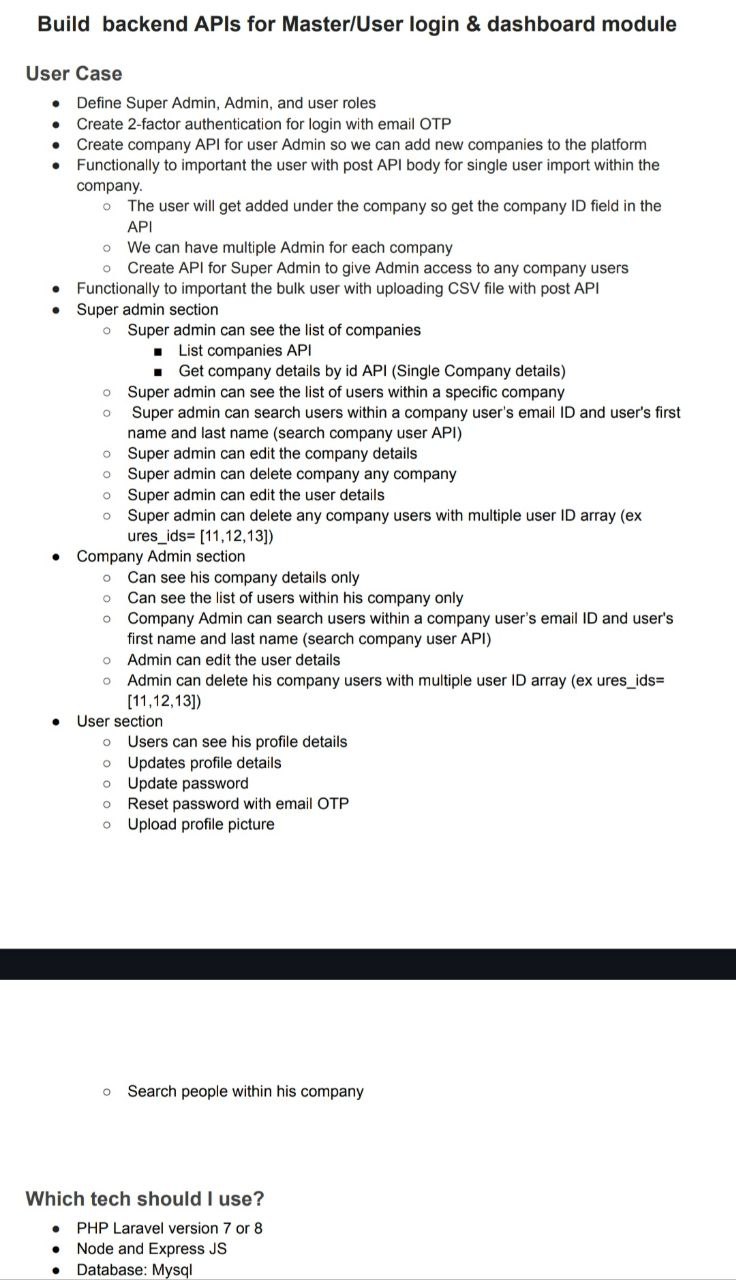 Build backend APIs for Master/User login & dashboard module
User Case
● Define Super Admin, Admin, and user roles
● Create 2-factor authentication for login with email OTP
● Create company API for user Admin so we can add new companies to the platform
● Functionally to important the user with post API body for single user import within the
company.
○ The user will get added under the company so get the company ID field in the
API
○ We can have multiple Admin for each company
○ Create API for Super Admin to give Admin access to any company users
● Functionally to important the bulk user with uploading CSV file with post API
● Super admin section
○ Super admin can see the list of companies
■ List companies API
■ Get company details by id API (Single Company details)
○ Super admin can see the list of users within a specific company
○ Super admin can search users within a company user's email ID and user's first
name and last name (search company user API)
○ Super admin can edit the company details
○ Super admin can delete company any company
○ Super admin can edit the user details
○ Super admin can delete any company users with multiple user ID array (ex
ures_ids= [11,12,13])
● Company Admin section
○ Can see his company details only
○ Can see the list of users within his company only
○ Company Admin can search users within a company user's email ID and user's
first name and last name (search company user API)
○ Admin can edit the user details
○ Admin can delete his company users with multiple user ID array (ex ures_ids=
[11,12,13])
● User section
○ Users can see his profile details
○ Updates profile details
○ Update password
○ Reset password with email OTP
○ Upload profile picture
○ Search people within his company
Which tech should I use?
● PHP Laravel version 7 or 8
● Node and Express JS
● Database: Mysql